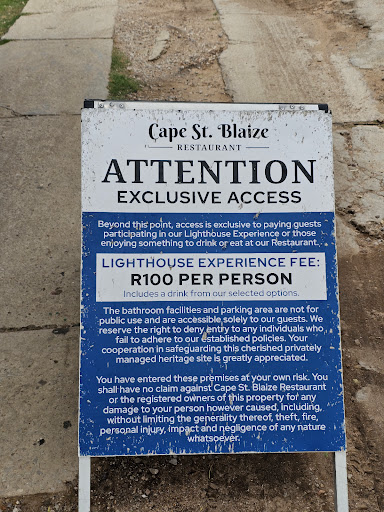 Cape St. Blaize
RESTAURANT
ATTENTION
EXCLUSIVE ACCESS
Beyond this point, access is exclusive to paying guests
participating in our Lighthouse Experience or those
enjoying something to drink or eat at our Restaurant.
LIGHTHOUSE EXPERIENCE FEE:
R100 PER PERSON
Includes a drink from our selected options.
The bathroom facilities and parking area are not for
public use and are accessible solely to our guests. We
reserve the right to deny entry to any individuals who
fail to adhere to our established policies. Your
cooperation in safeguarding this cherished privately
managed heritage site is greatly appreciated.
You have entered these premises at your own risk. You
shall have no claim against Cape St. Blaize Restaurant
or the registered owners of this property for any
damage to your person however caused, including,
without limiting the generality thereof, theft, fire,
personal injury, impact and negligence of any nature
whatsoever.